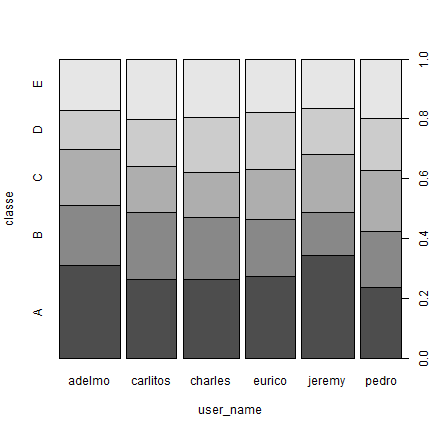 E
D
C
B
A
classe
1.0
0.8
0.6
0.4
0.2
0.0
adelmo carlitos charles eurico jeremy pedro
user_name